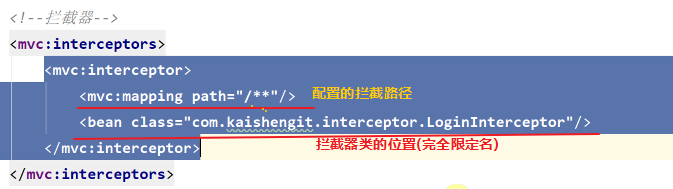 <!--拦截器-->
<mvc:interceptors>
<mvc:interceptor>
<mvc:mapping path="/**"/> 配置的拦截路径
<bean class="com.kaishengit.interceptor.LoginInterceptor"/>
拦截器类的位置(完全限定名)
</mvc:interceptor>
</mvc:interceptors>